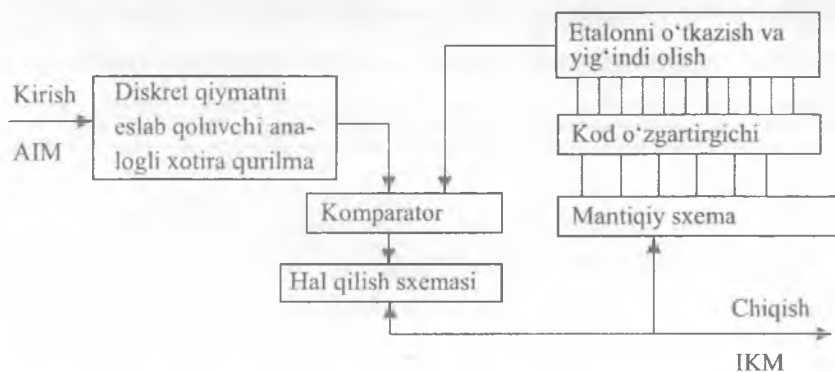 Etalonni o‘tkazish va
yig‘indi olish
Kirish
AIM
Diskret qiymatni
eslab qoluvchi ana-
logli xotira qurilma
Kod o‘zgartirgichi
Komparator
Mantiqiy sxema
Hal qilish sxemasi
Chiqish
IKM